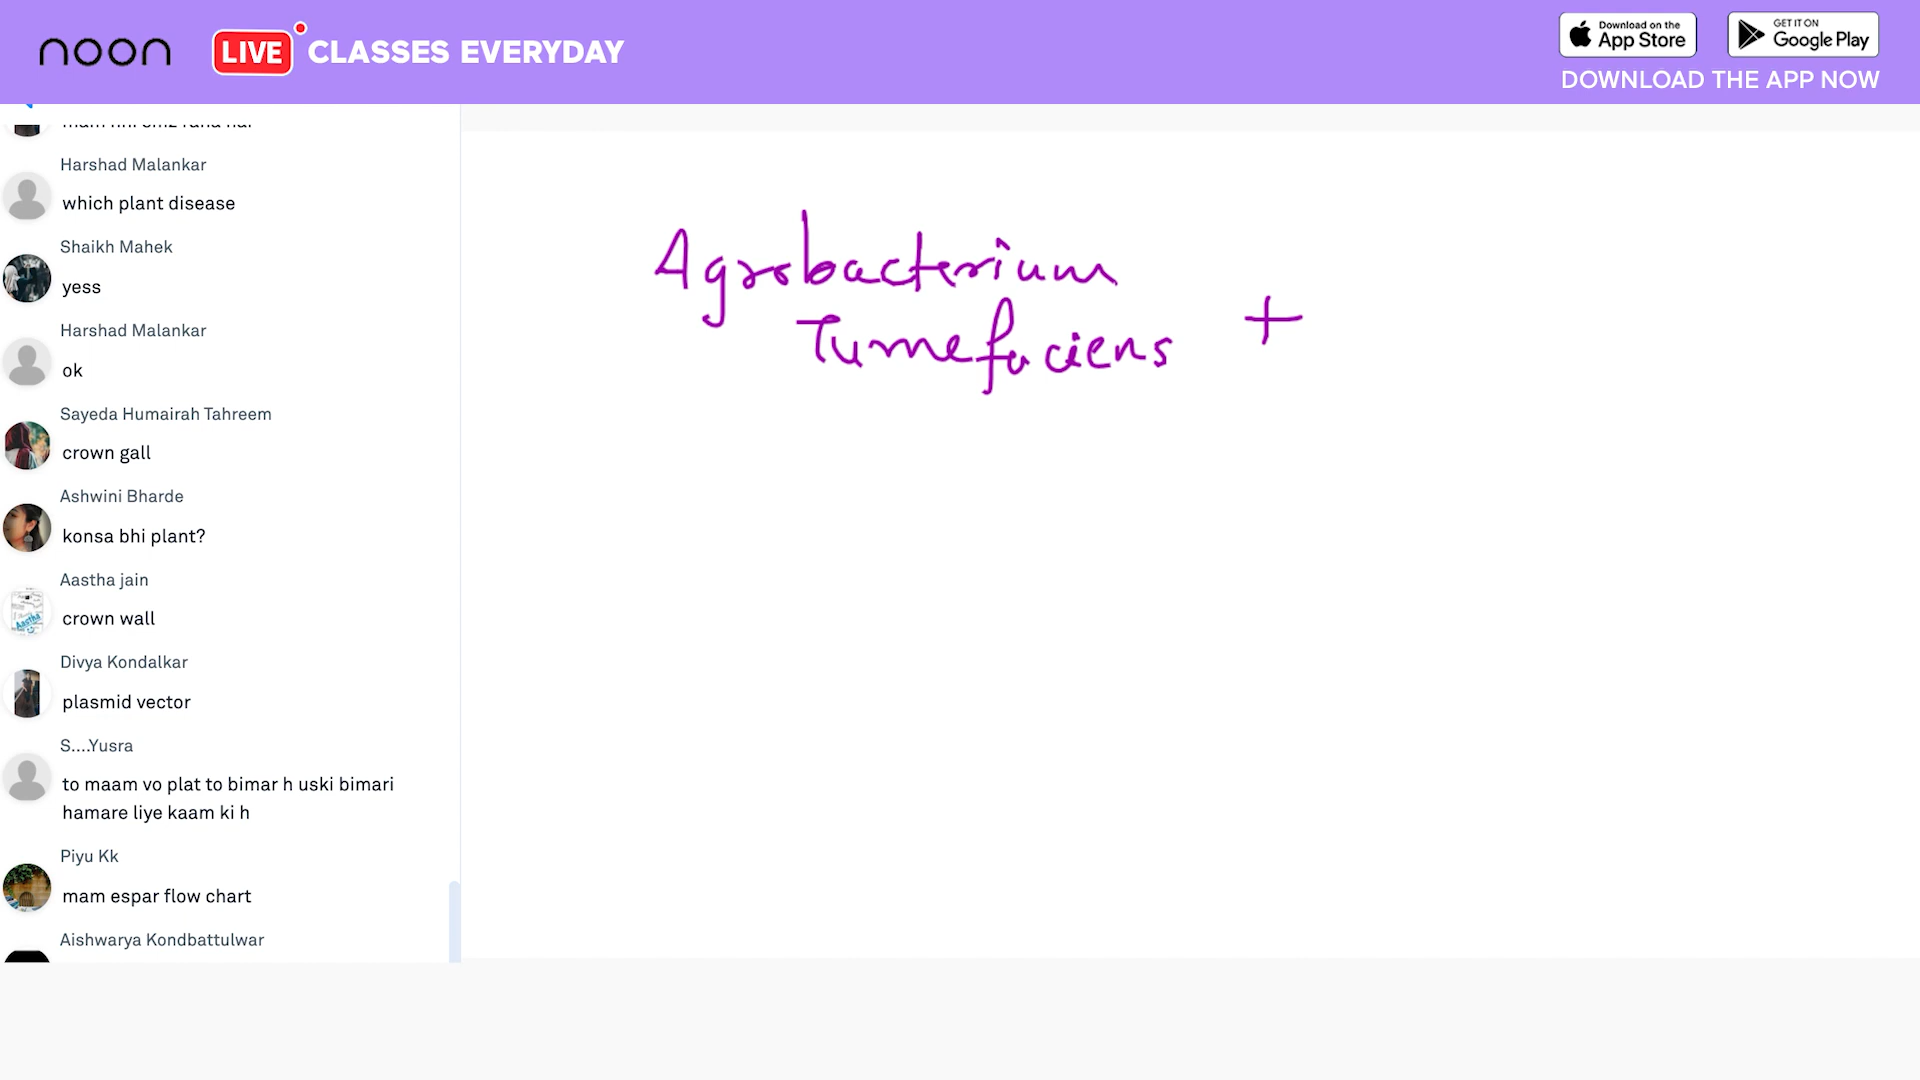 noon LIVE CLASSES EVERYDAY
Download on the App Store
GET IT ON Google Play
DOWNLOAD THE APP NOW
Harshad Malankar
which plant disease
Shaikh Mahek
yess
Harshad Malankar
ok
Sayeda Humairah Tahreem
crown gall
Ashwini Bharde
konsa bhi plant?
Aastha jain
crown wall
Divya Kondalkar
plasmid vector
S....Yusra
to maam vo plat to bimar h uski bimari
hamare liye kaam ki h
Piyu Kk
mam espar flow chart
Aishwarya Kondbattulwar
Agrobacterium
Tumefaciens +